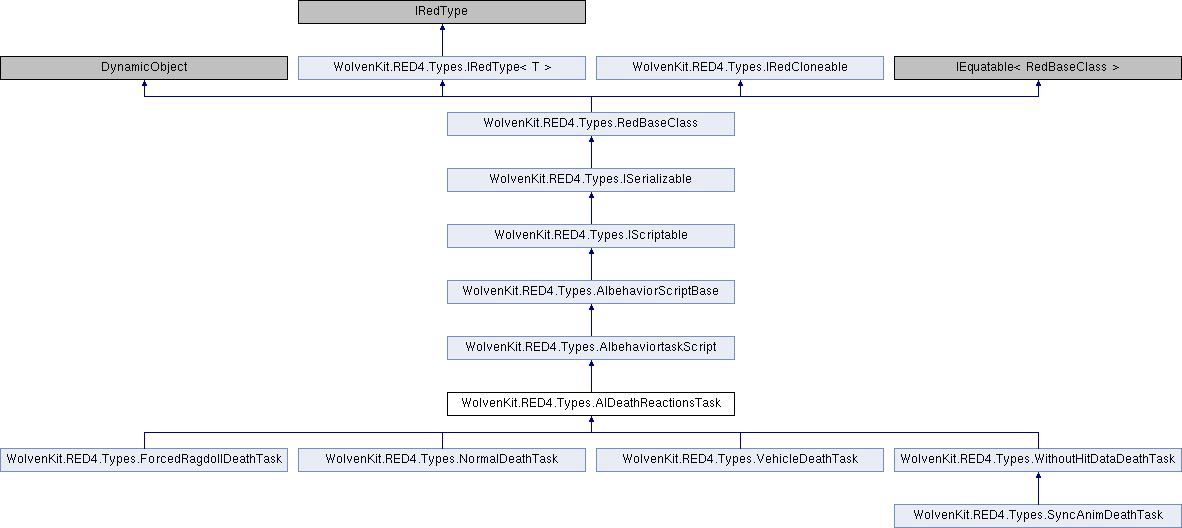 IRedType
DynamicObject
WolvenKit.RED4.Types.IRedType< T >
WolvenKit.RED4.Types.IRedCloneable
IEquatable< RedBaseClass >
WolvenKit.RED4.Types.RedBaseClass
WolvenKit.RED4.Types.ISerializable
WolvenKit.RED4.Types.IScriptable
WolvenKit.RED4.Types.AIbehaviorScriptBase
WolvenKit.RED4.Types.AIbehaviortaskScript
WolvenKit.RED4.Types.AIDeathReactionsTask
WolvenKit.RED4.Types.ForcedRagdollDeathTask
WolvenKit.RED4.Types.NormalDeathTask
WolvenKit.RED4.Types.VehicleDeathTask
WolvenKit.RED4.Types.WithoutHitDataDeathTask
WolvenKit.RED4.Types.SyncAnimDeathTask